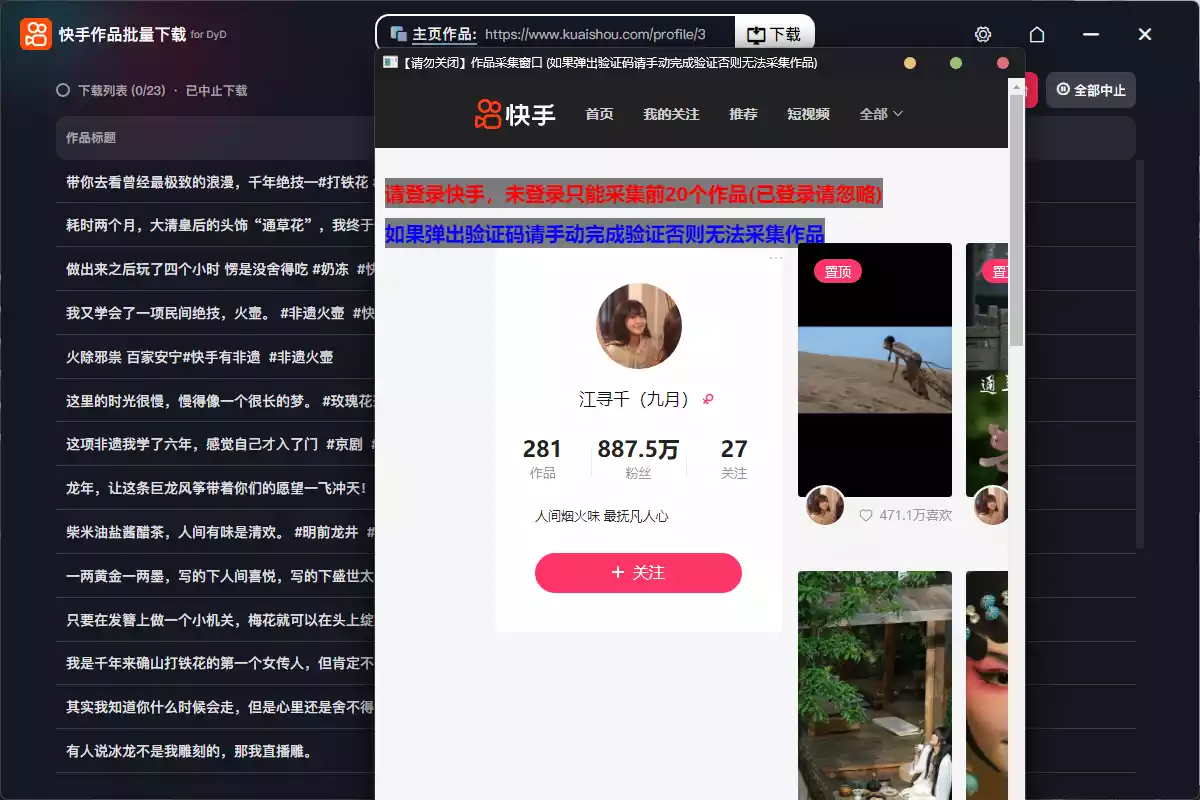 快手作品批量下载 for DyD
主页作品: https://www.kuaishou.com/profile/3
下载
下载列表 (0/23) · 已中止下载
全部中止
作品标题
带你去看曾经最极致的浪漫，千年绝技—#打铁花
耗时两个月，大清皇后的头饰“通草花”，我终于
做出来之后玩了四个小时 愣是没舍得吃 #奶冻 #快
我又学会了一项民间绝技，火壶。 #非遗火壶 #快
火除邪祟 百家安宁#快手有非遗 #非遗火壶
这里的时光很慢，慢得像一个很长的梦。 #玫瑰花
这项非遗我学了六年，感觉自己才入了门 #京剧 #
龙年，让这条巨龙风筝带着你们的愿望一飞冲天！
柴米油盐酱醋茶，人间有味是清欢。 #明前龙井 #
一两黄金一两墨，写的下人间喜悦，写的下盛世太
只要在发簪上做一个小机关，梅花就可以在头上绽
我是千年来确山打铁花的第一个女传人，但肯定不
其实我知道你什么时候会走，但是心里还是舍不得
有人说冰龙不是我雕刻的，那我直播雕。
【请勿关闭】作品采集窗口 (如果弹出验证码请手动完成验证否则无法采集作品)
快手
首页 我的关注 推荐 短视频 全部
请登录快手，未登录只能采集前20个作品(已登录请忽略)
如果弹出验证码请手动完成验证否则无法采集作品
江寻千（九月）
281 887.5万 27
作品 粉丝 关注
人间烟火味 最抚凡人心
+ 关注
置顶
置
通
471.1万喜欢